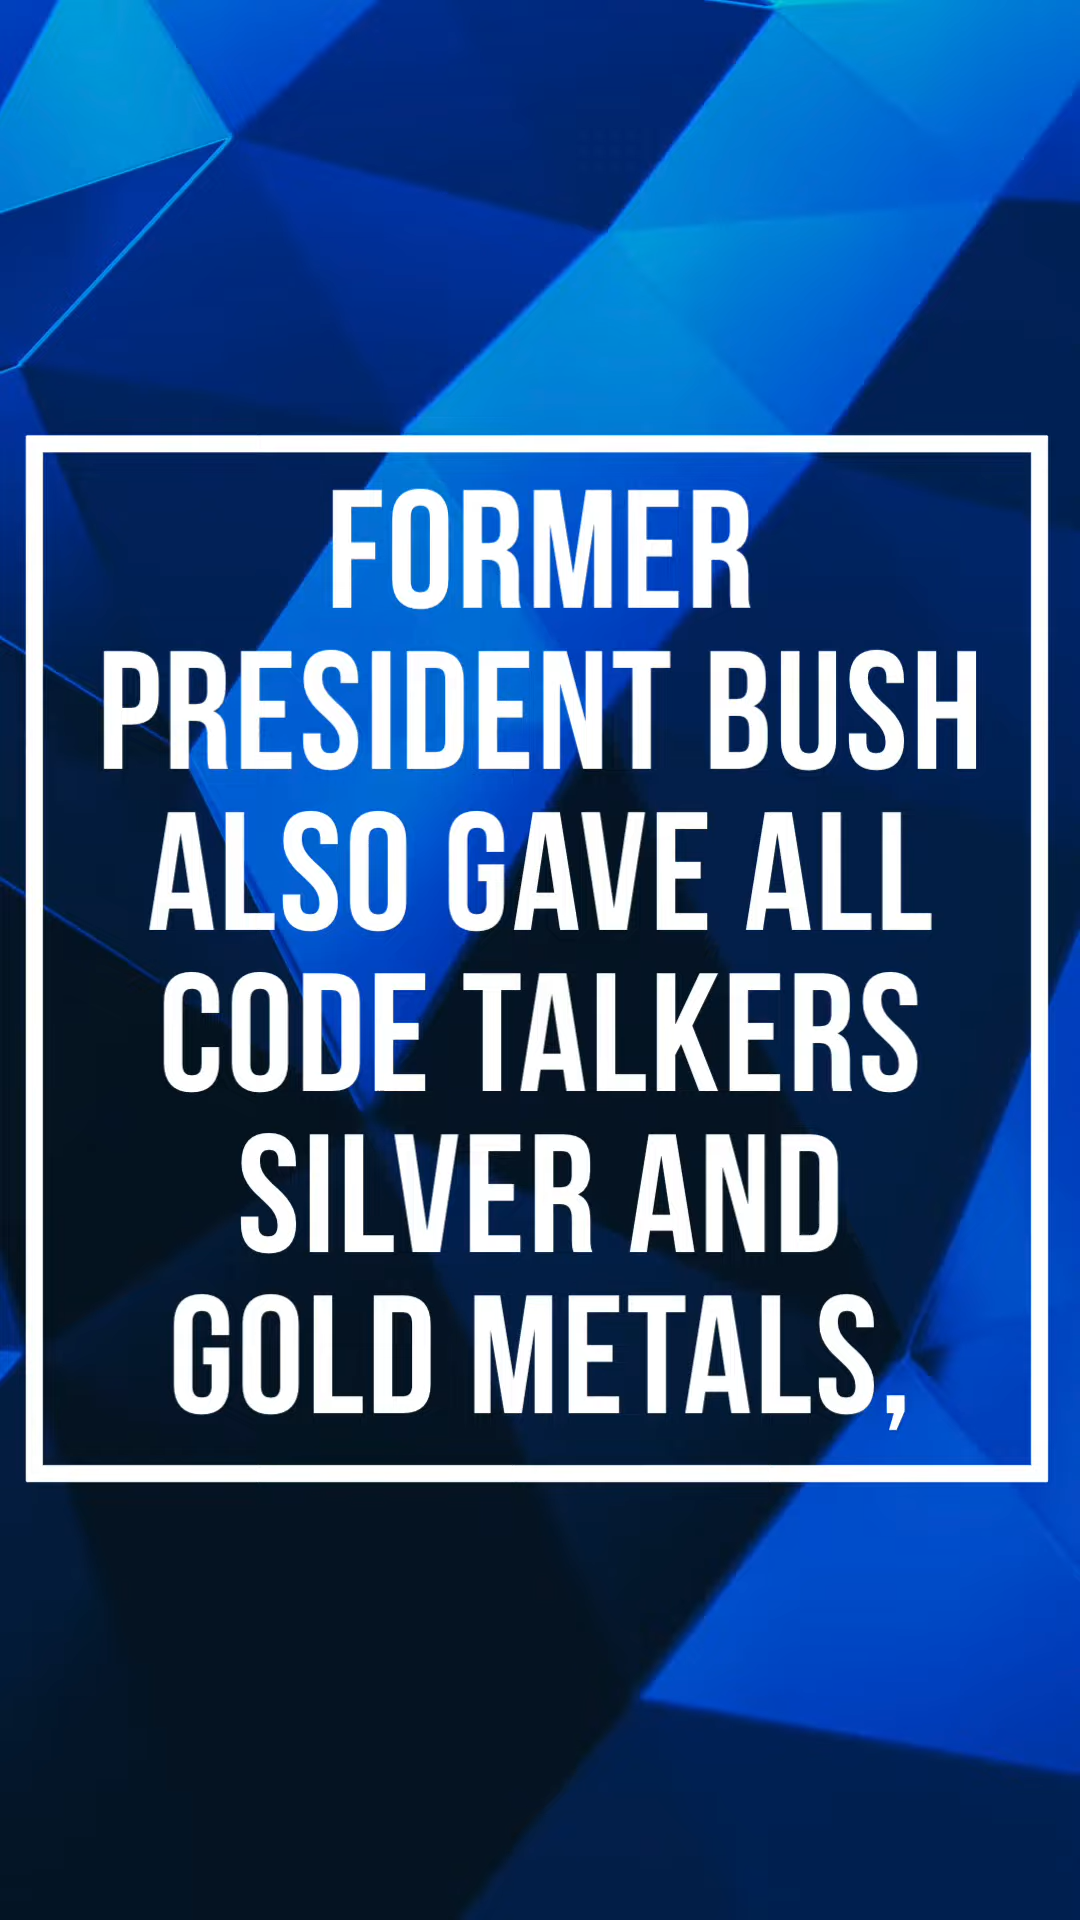 FORMER
PRESIDENT BUSH
ALSO GAVE ALL
CODE TALKERS
SILVER AND
GOLD METALS,